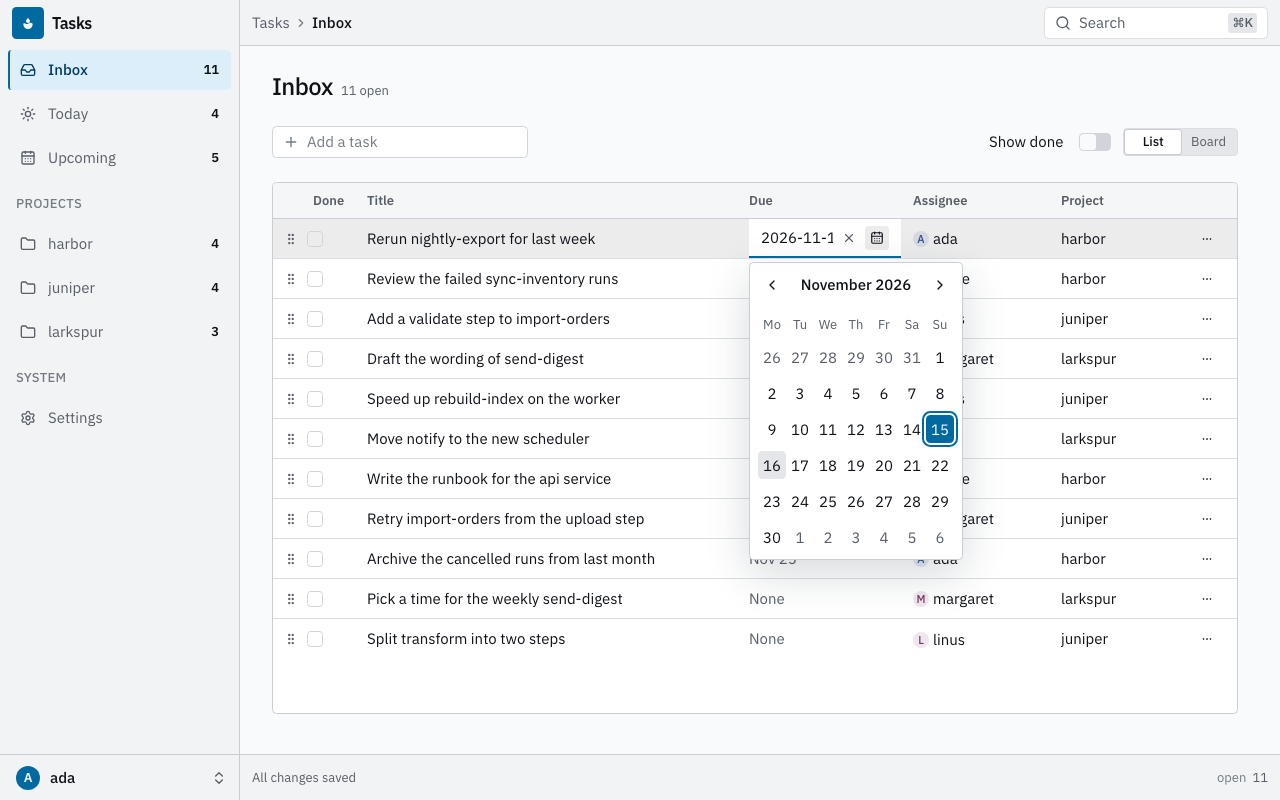 Tasks
Tasks > Inbox
Search ⌘K
Inbox 11
Today 4
Upcoming 5
PROJECTS
harbor 4
juniper 4
larkspur 3
SYSTEM
Settings
A ada
Inbox 11 open
Add a task
Show done List Board
Done Title Due Assignee Project
Rerun nightly-export for last week 2026-11-1 A ada harbor
Review the failed sync-inventory runs harbor
Add a validate step to import-orders juniper
Draft the wording of send-digest larkspur
Speed up rebuild-index on the worker juniper
Move notify to the new scheduler larkspur
Write the runbook for the api service harbor
Retry import-orders from the upload step juniper
Archive the cancelled runs from last month Nov 25 A ada harbor
Pick a time for the weekly send-digest None M margaret larkspur
Split transform into two steps None L linus juniper
November 2026
Mo Tu We Th Fr Sa Su
26 27 28 29 30 31 1
2 3 4 5 6 7 8
9 10 11 12 13 14 15
16 17 18 19 20 21 22
23 24 25 26 27 28 29
30 1 2 3 4 5 6
All changes saved open 11